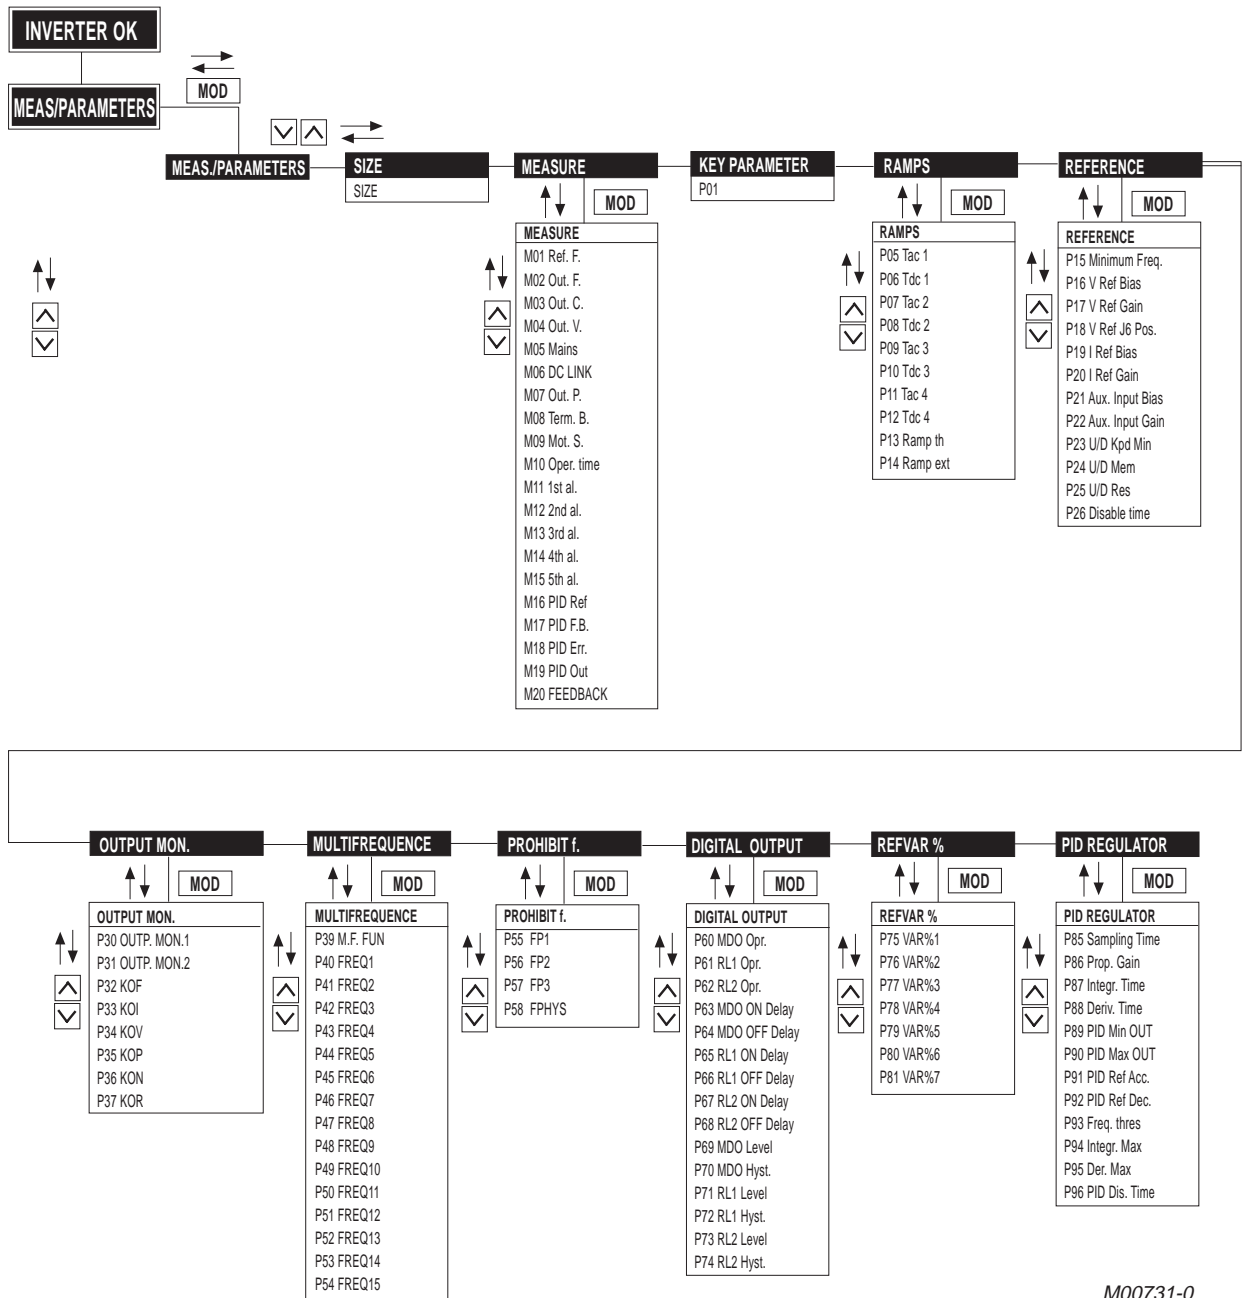 INVERTER OK
MEAS/PARAMETERS
MOD
MEAS./PARAMETERS
SIZE
SIZE
MEASURE
MOD
MEASURE
M01 Ref. F.
M02 Out. F.
M03 Out. C.
M04 Out. V.
M05 Mains
M06 DC LINK
M07 Out. P.
M08 Term. B.
M09 Mot. S.
M10 Oper. time
M11 1st al.
M12 2nd al.
M13 3rd al.
M14 4th al.
M15 5th al.
M16 PID Ref
M17 PID F.B.
M18 PID Err.
M19 PID Out
M20 FEEDBACK
KEY PARAMETER
P01
RAMPS
MOD
RAMPS
P05 Tac 1
P06 Tdc 1
P07 Tac 2
P08 Tdc 2
P09 Tac 3
P10 Tdc 3
P11 Tac 4
P12 Tdc 4
P13 Ramp th
P14 Ramp ext
REFERENCE
MOD
REFERENCE
P15 Minimum Freq.
P16 V Ref Bias
P17 V Ref Gain
P18 V Ref J6 Pos.
P19 I Ref Bias
P20 I Ref Gain
P21 Aux. Input Bias
P22 Aux. Input Gain
P23 U/D Kpd Min
P24 U/D Mem
P25 U/D Res
P26 Disable time
OUTPUT MON.
MOD
OUTPUT MON.
P30 OUTP. MON.1
P31 OUTP. MON.2
P32 KOF
P33 KOI
P34 KOV
P35 KOP
P36 KON
P37 KOR
MULTIFREQUENCE
MOD
MULTIFREQUENCE
P39 M.F. FUN
P40 FREQ1
P41 FREQ2
P42 FREQ3
P43 FREQ4
P44 FREQ5
P45 FREQ6
P46 FREQ7
P47 FREQ8
P48 FREQ9
P49 FREQ10
P50 FREQ11
P51 FREQ12
P52 FREQ13
P53 FREQ14
P54 FREQ15
PROHIBIT f.
MOD
PROHIBIT f.
P55 FP1
P56 FP2
P57 FP3
P58 FPHYS
DIGITAL OUTPUT
MOD
DIGITAL OUTPUT
P60 MDO Opr.
P61 RL1 Opr.
P62 RL2 Opr.
P63 MDO ON Delay
P64 MDO OFF Delay
P65 RL1 ON Delay
P66 RL1 OFF Delay
P67 RL2 ON Delay
P68 RL2 OFF Delay
P69 MDO Level
P70 MDO Hyst.
P71 RL1 Level
P72 RL1 Hyst.
P73 RL2 Level
P74 RL2 Hyst.
REFVAR %
MOD
REFVAR %
P75 VAR%1
P76 VAR%2
P77 VAR%3
P78 VAR%4
P79 VAR%5
P80 VAR%6
P81 VAR%7
PID REGULATOR
MOD
PID REGULATOR
P85 Sampling Time
P86 Prop. Gain
P87 Integr. Time
P88 Deriv. Time
P89 PID Min OUT
P90 PID Max OUT
P91 PID Ref Acc.
P92 PID Ref Dec.
P93 Freq. thres
P94 Integr. Max
P95 Der. Max
P96 PID Dis. Time
M00731-0